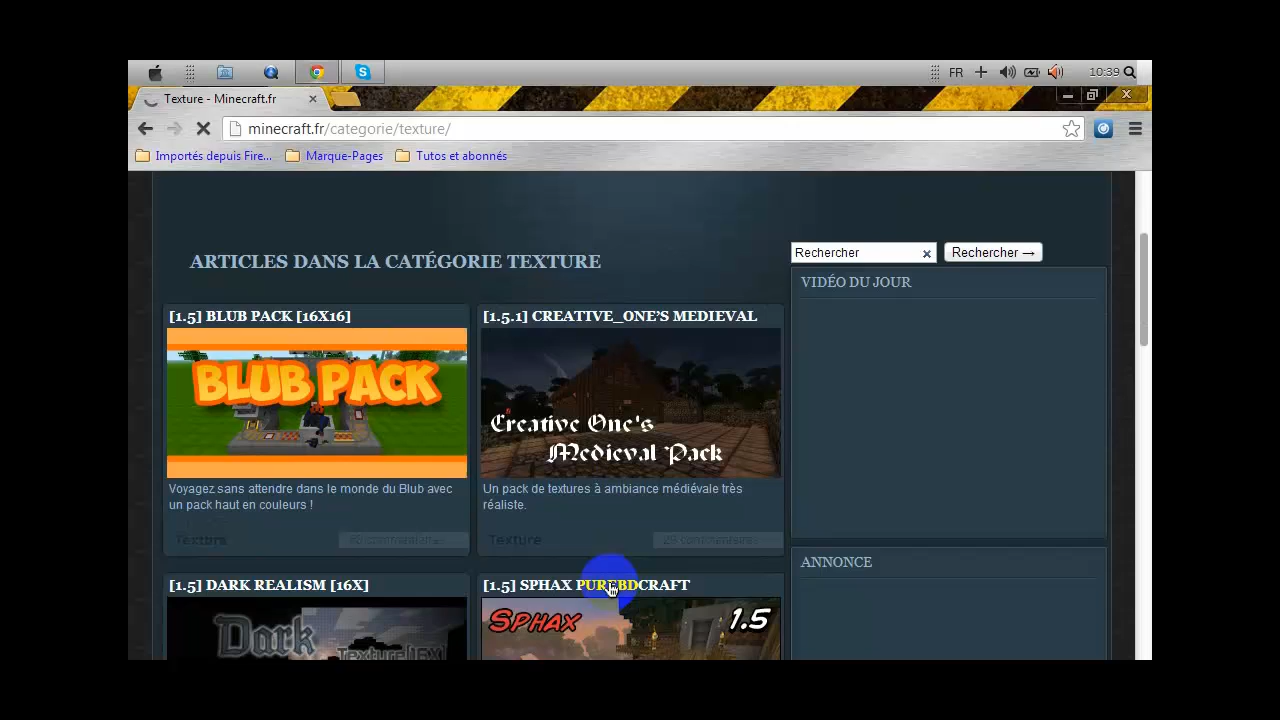 FR
10:39
Texture - Minecraft.fr
minecraft.fr/categorie/texture/
Importés depuis Fire...
Marque-Pages
Tutos et abonnés
ARTICLES DANS LA CATÉGORIE TEXTURE
Rechercher
Rechercher →
VIDÉO DU JOUR
[1.5] BLUB PACK [16X16]
BLUB PACK
Voyagez sans attendre dans le monde du Blub avec
un pack haut en couleurs !
Texture
[1.5.1] CREATIVE_ONE'S MEDIEVAL
Creative One's
Medieval Pack
Un pack de textures à ambiance médiévale très
réaliste.
Texture
ANNONCE
[1.5] DARK REALISM [16X]
Dark
Texture[16X]
[1.5] SPHAX PUREBDCRAFT
SPHAX
1.5